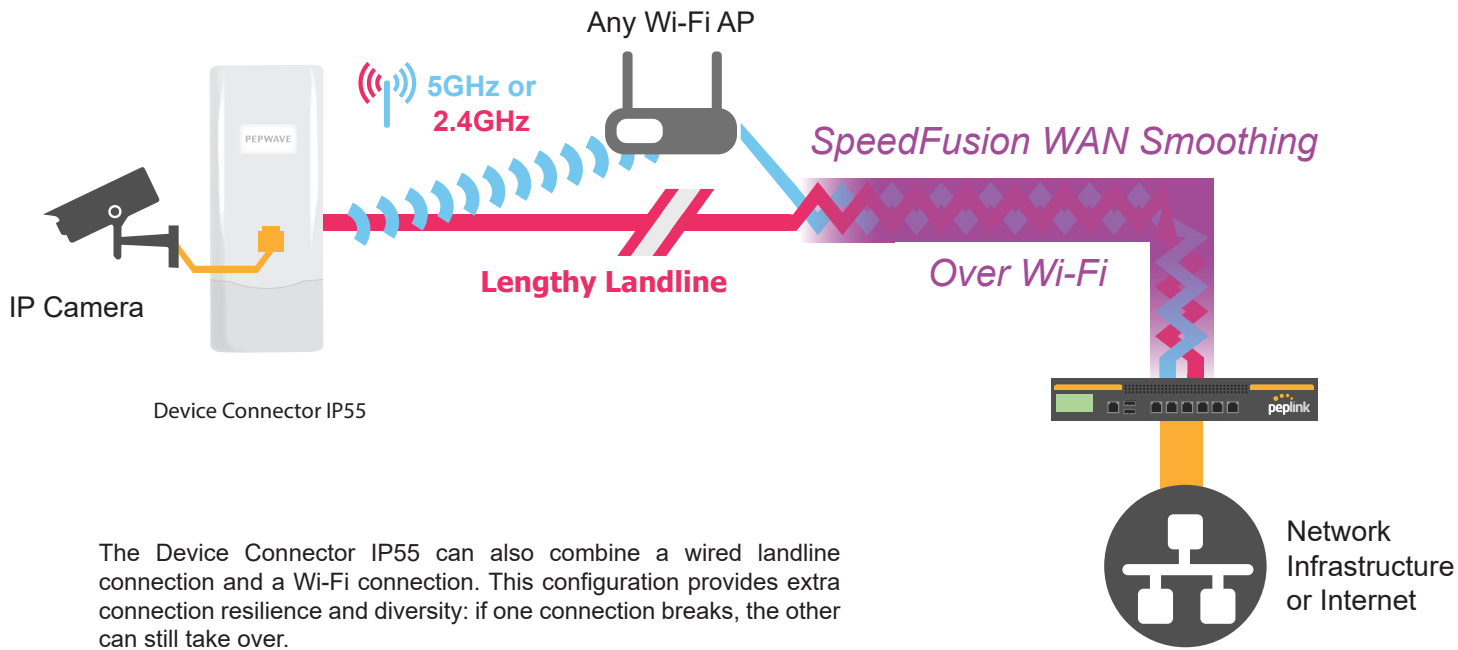 Any Wi-Fi AP
PEPWAVE
5GHz or
2.4GHz
SpeedFusion WAN Smoothing
Over Wi-Fi
Lengthy Landline
IP Camera
Device Connector IP55
peplink
Network
Infrastructure
or Internet
The Device Connector IP55 can also combine a wired landline
connection and a Wi-Fi connection. This configuration provides extra
connection resilience and diversity: if one connection breaks, the other
can still take over.